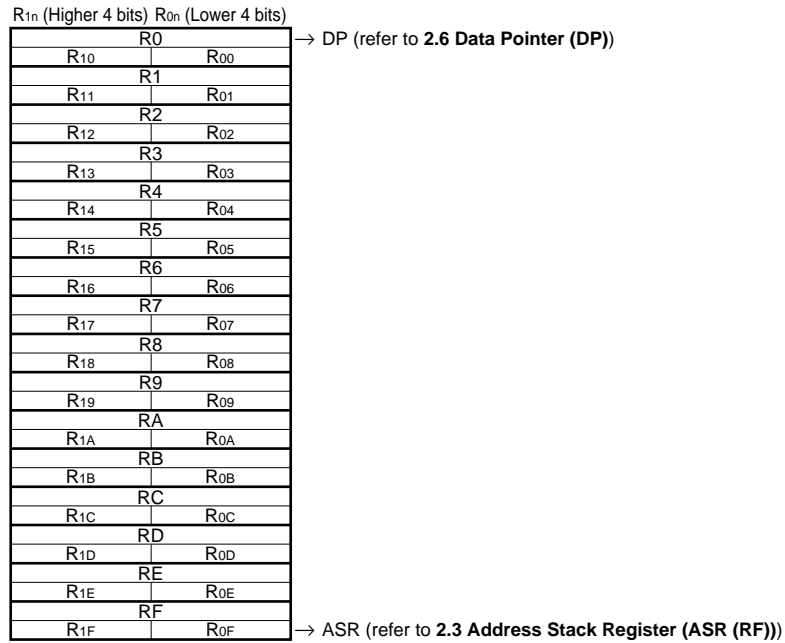 R1n (Higher 4 bits) R0n (Lower 4 bits)
R0 → DP (refer to 2.6 Data Pointer (DP))
R10 R00
R1
R11 R01
R2
R12 R02
R3
R13 R03
R4
R14 R04
R5
R15 R05
R6
R16 R06
R7
R17 R07
R8
R18 R08
R9
R19 R09
RA
R1A R0A
RB
R1B R0B
RC
R1C R0C
RD
R1D R0D
RE
R1E R0E
RF
R1F R0F → ASR (refer to 2.3 Address Stack Register (ASR (RF)))